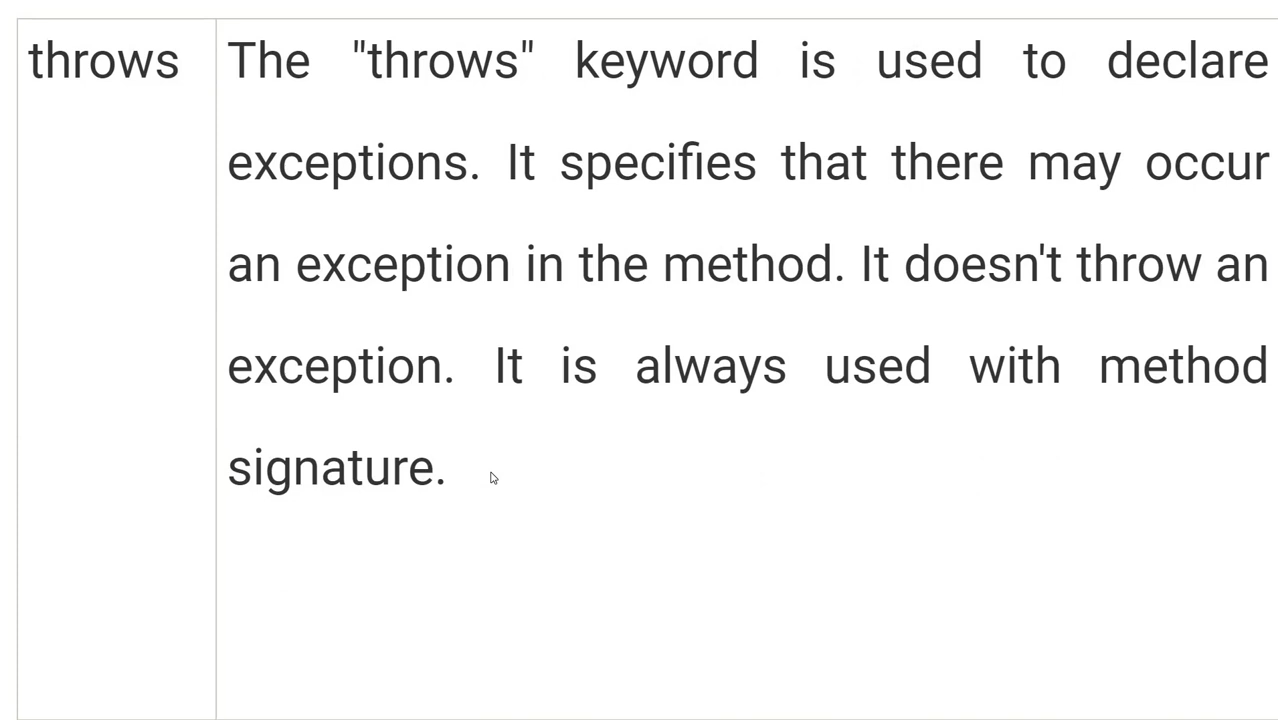 throws
The "throws" keyword is used to declare
exceptions. It specifies that there may occur
an exception in the method. It doesn't throw an
exception. It is always used with method
signature.